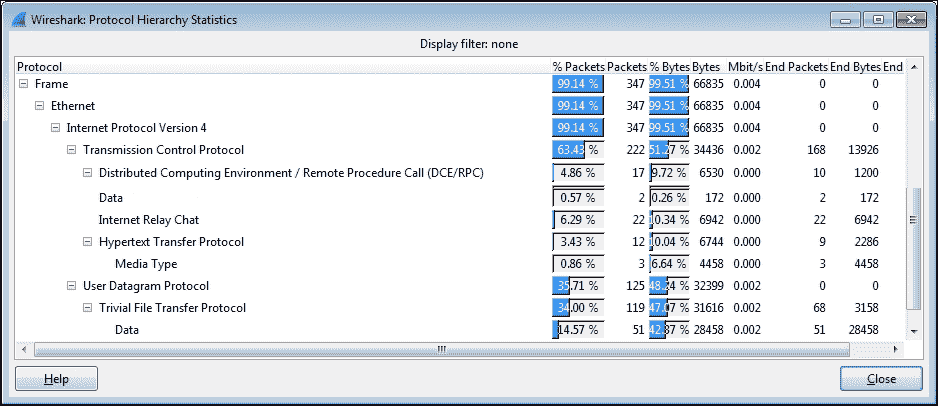 Wireshark: Protocol Hierarchy Statistics
Display filter: none
Protocol % Packets Packets % Bytes Bytes Mbit/s End Packets End Bytes End
Frame 99.14 % 347 99.51 % 66835 0.004 0 0
Ethernet 99.14 % 347 99.51 % 66835 0.004 0 0
Internet Protocol Version 4 99.14 % 347 99.51 % 66835 0.004 0 0
Transmission Control Protocol 63.43 % 222 51.27 % 34436 0.002 168 13926
Distributed Computing Environment / Remote Procedure Call (DCE/RPC) 4.86 % 17 9.72 % 6530 0.000 10 1200
Data 0.57 % 2 0.26 % 172 0.000 2 172
Internet Relay Chat 6.29 % 22 10.34 % 6942 0.000 22 6942
Hypertext Transfer Protocol 3.43 % 12 10.04 % 6744 0.000 9 2286
Media Type 0.86 % 3 6.64 % 4458 0.000 3 4458
User Datagram Protocol 35.71 % 125 48.24 % 32399 0.002 0 0
Trivial File Transfer Protocol 34.00 % 119 47.07 % 31616 0.002 68 3158
Data 14.57 % 51 42.37 % 28458 0.002 51 28458
Help Close